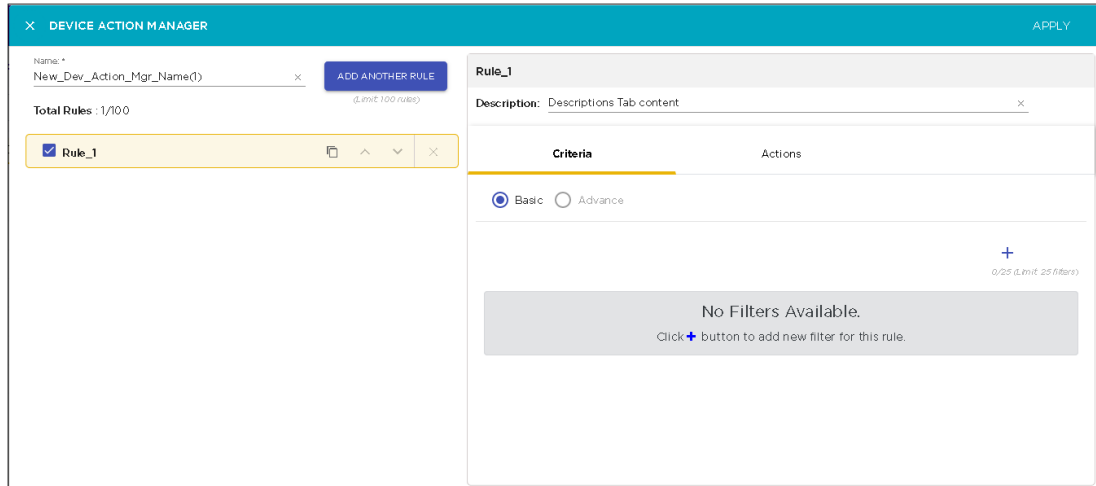 DEVICE ACTION MANAGER
APPLY
Name: *
New_Dev_Action_Mgr_Name(1)
ADD ANOTHER RULE
(Limit: 100 rules)
Total Rules : 1/100
Rule_1
Rule_1
Description: Descriptions Tab content
Criteria Actions
Basic Advance
0/25 (Limit: 25 filters)
No Filters Available.
Click + button to add new filter for this rule.